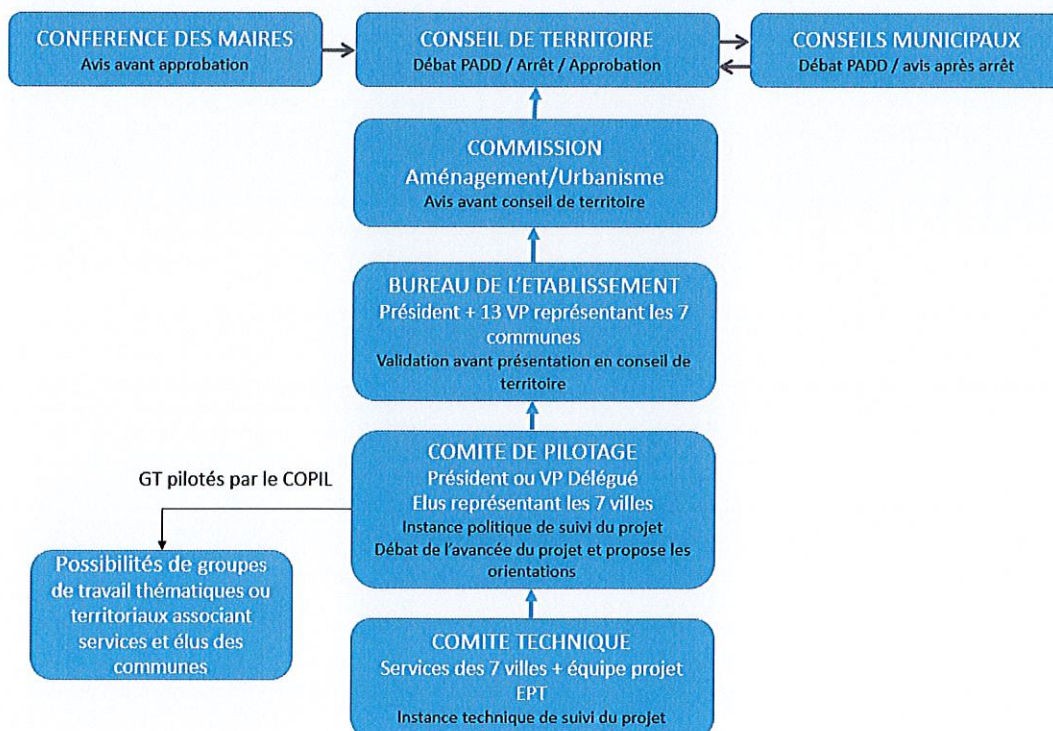 CONFERENCE DES MAIRES
Avis avant approbation
CONSEIL DE TERRITOIRE
Débat PADD / Arrêt / Approbation
CONSEILS MUNICIPAUX
Débat PADD / avis après arrêt
COMMISSION
Aménagement/Urbanisme
Avis avant conseil de territoire
BUREAU DE L'ETABLISSEMENT
Président + 13 VP représentant les 7
communes
Validation avant présentation en conseil de
territoire
COMITE DE PILOTAGE
Président ou VP Délégué
Elus représentant les 7 villes
Instance politique de suivi du projet
Débat de l'avancée du projet et propose les
orientations
GT pilotés par le COPIL
Possibilités de groupes
de travail thématiques ou
territoriaux associant
services et élus des
communes
COMITE TECHNIQUE
Services des 7 villes + équipe projet
EPT
Instance technique de suivi du projet